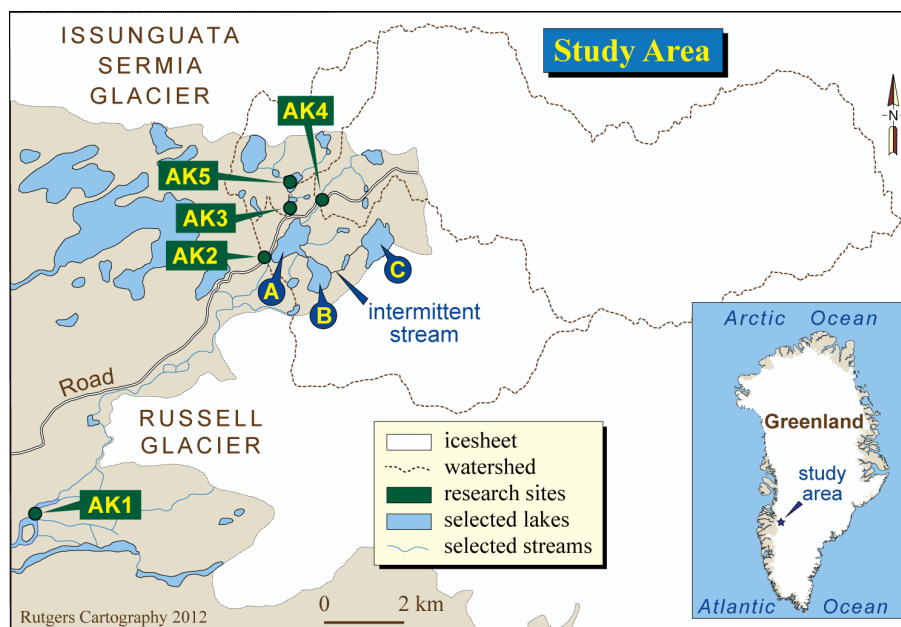 ISSUNGUATA
SERMIA
GLACIER
Study Area
N
AK4
AK5
AK3
AK2
A
B
C
intermittent
stream
Road
RUSSELL
GLACIER
AK1
icesheet
watershed
research sites
selected lakes
selected streams
Arctic Ocean
Greenland
study
area
Atlantic Ocean
Rutgers Cartography 2012
0 2 km